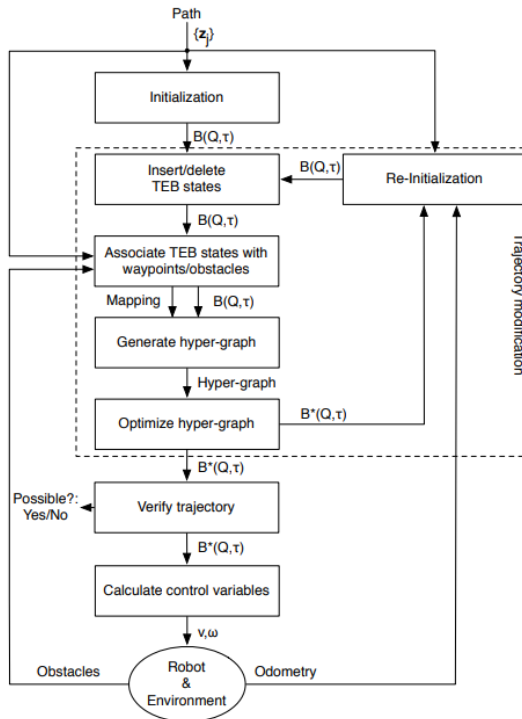 Path
{z_j}
Initialization
B(Q,τ)
Insert/delete
TEB states
B(Q,τ)
Re-Initialization
B(Q,τ)
Associate TEB states with
waypoints/obstacles
Mapping
B(Q,τ)
Generate hyper-graph
Hyper-graph
Optimize hyper-graph
B*(Q,τ)
Trajectory modification
B*(Q,τ)
Possible?:
Yes/No
Verify trajectory
B*(Q,τ)
Calculate control variables
v,ω
Obstacles
Robot
&
Environment
Odometry